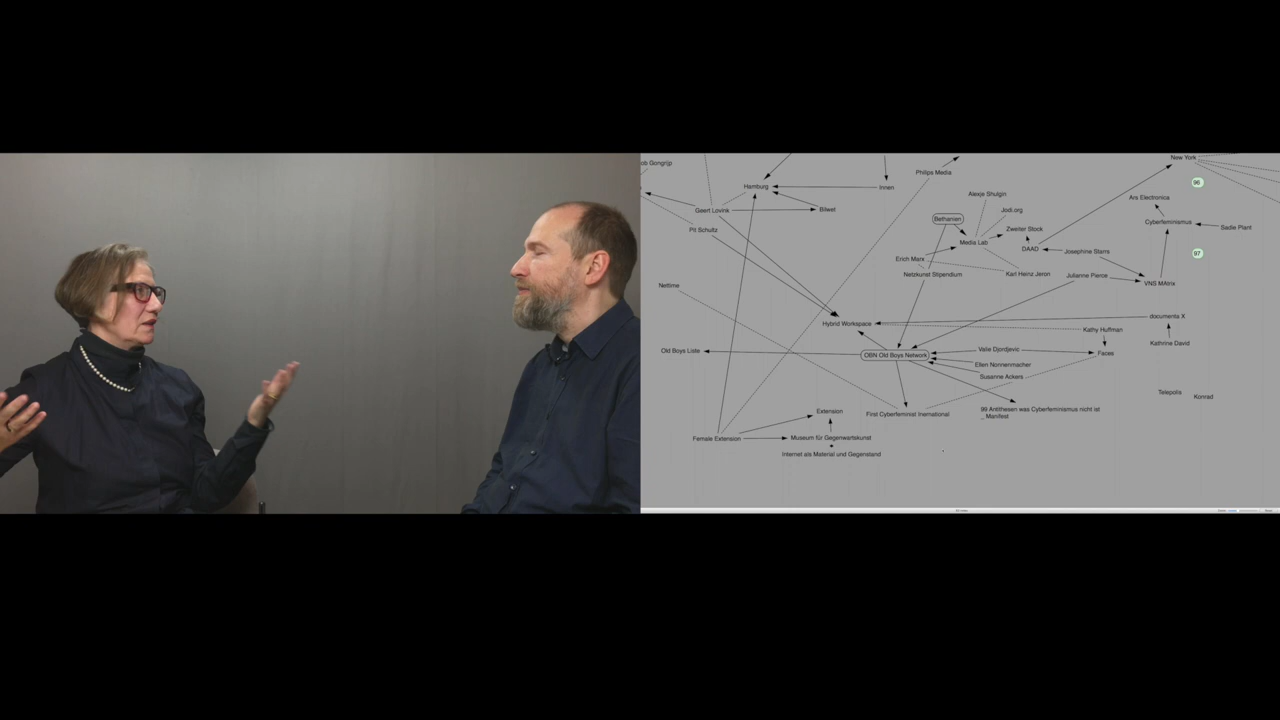 New York
ob Gongrijp
Philips Media
96
Hamburg
innen
Alexje Shulgin
Ars Electronica
Geert Lovink
Bilwet
Jodi.org
Bethanien
Cyberfeminismus
Sadie Plant
Pit Schultz
Zweiter Stock
Media Lab
DAAD
Josephine Starrs
97
Erich Marx
Netzkunst Stipendium
Karl Heinz Jeron
Julianne Pierce
VNS MAtrix
Nettime
documenta X
Hybrid Workspace
Kathy Huffman
Kathrine David
Old Boys Liste
OBN Old Boys Network
Valie Djordjevic
Faces
Ellen Nonnenmacher
Susanne Ackers
Telepolis
Konrad
Extension
First Cyberfeminist Inernational
99 Antithesen was Cyberfeminismus nicht ist
_ Manifest
Female Extension
Museum für Gegenwartskunst
Internet als Material und Gegenstand